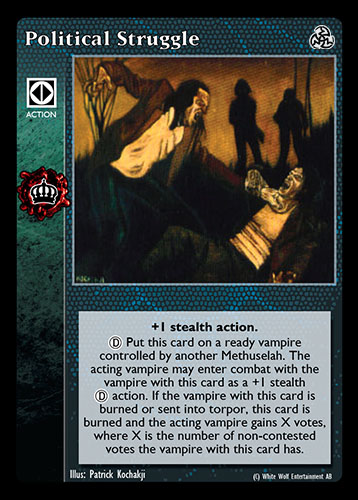 Political Struggle
ACTION
+1 stealth action.
Ⓓ Put this card on a ready vampire
controlled by another Methuselah. The
acting vampire may enter combat with the
vampire with this card as a +1 stealth
Ⓓ action. If the vampire with this card is
burned or sent into torpor, this card is
burned and the acting vampire gains X votes,
where X is the number of non-contested
votes the vampire with this card has.
Illus: Patrick Kochakji
(C) White Wolf Entertainment AB